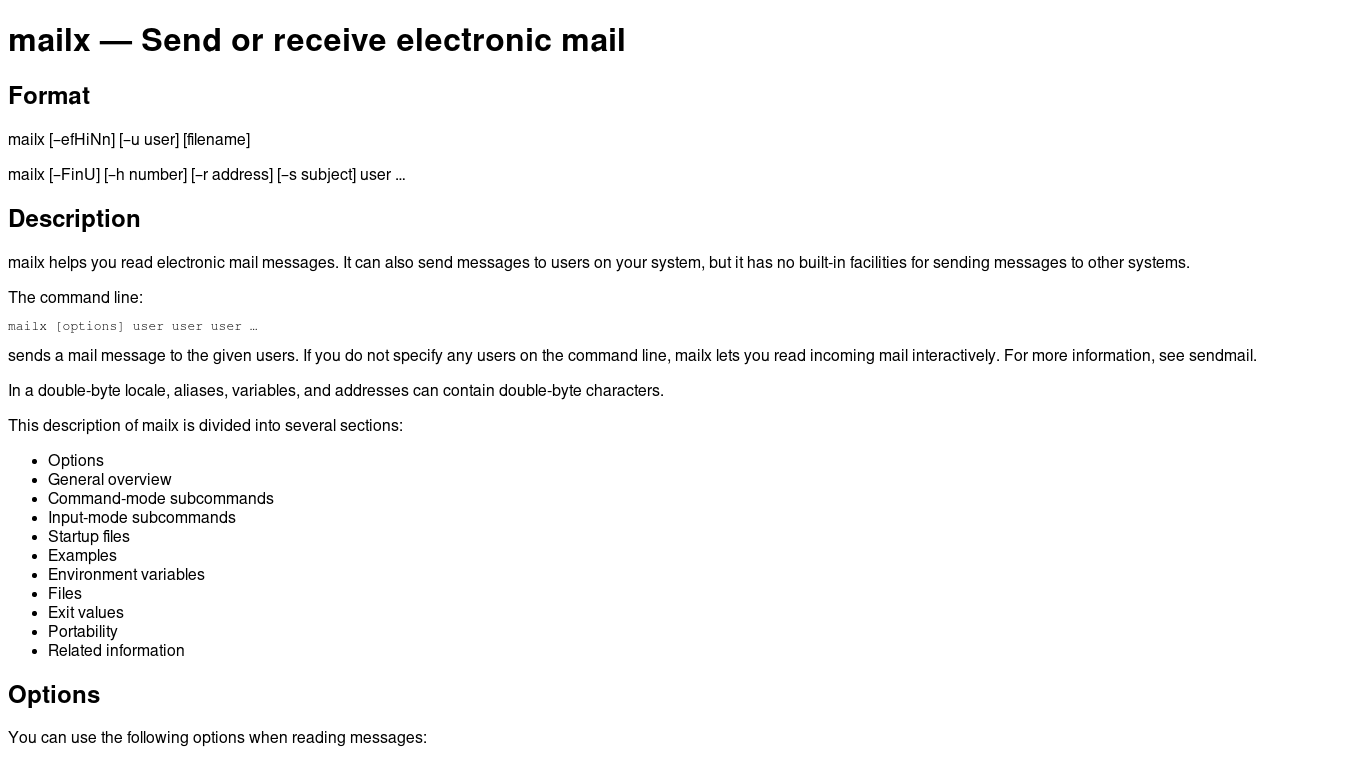 mailx — Send or receive electronic mail
Format
mailx [–efHiNn] [–u user] [filename]
mailx [–FinU] [–h number] [–r address] [–s subject] user ...
Description
mailx helps you read electronic mail messages. It can also send messages to users on your system, but it has no built-in facilities for sending messages to other systems.
The command line:
mailx [options] user user user …
sends a mail message to the given users. If you do not specify any users on the command line, mailx lets you read incoming mail interactively. For more information, see sendmail.
In a double-byte locale, aliases, variables, and addresses can contain double-byte characters.
This description of mailx is divided into several sections:
• Options
• General overview
• Command-mode subcommands
• Input-mode subcommands
• Startup files
• Examples
• Environment variables
• Files
• Exit values
• Portability
• Related information
Options
You can use the following options when reading messages: